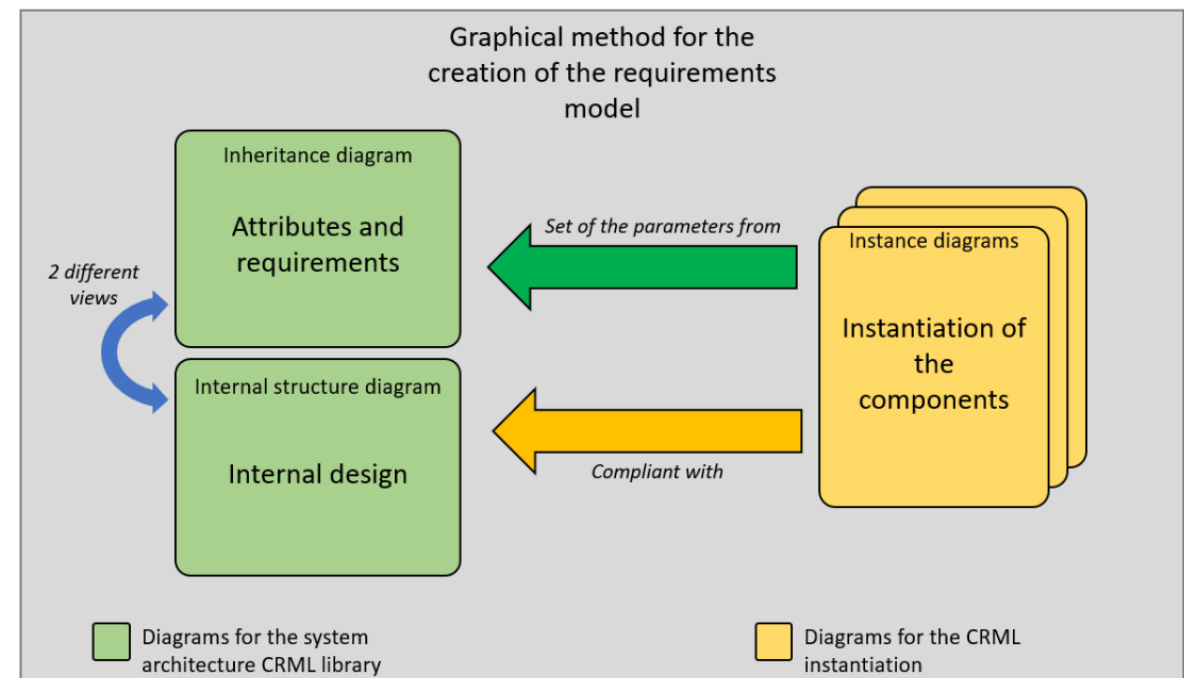 Graphical method for the
creation of the requirements
model
Inheritance diagram
Attributes and
requirements
2 different
views
Internal structure diagram
Internal design
Set of the parameters from
Compliant with
Instance diagrams
Instantiation of
the
components
Diagrams for the system
architecture CRML library
Diagrams for the CRML
instantiation